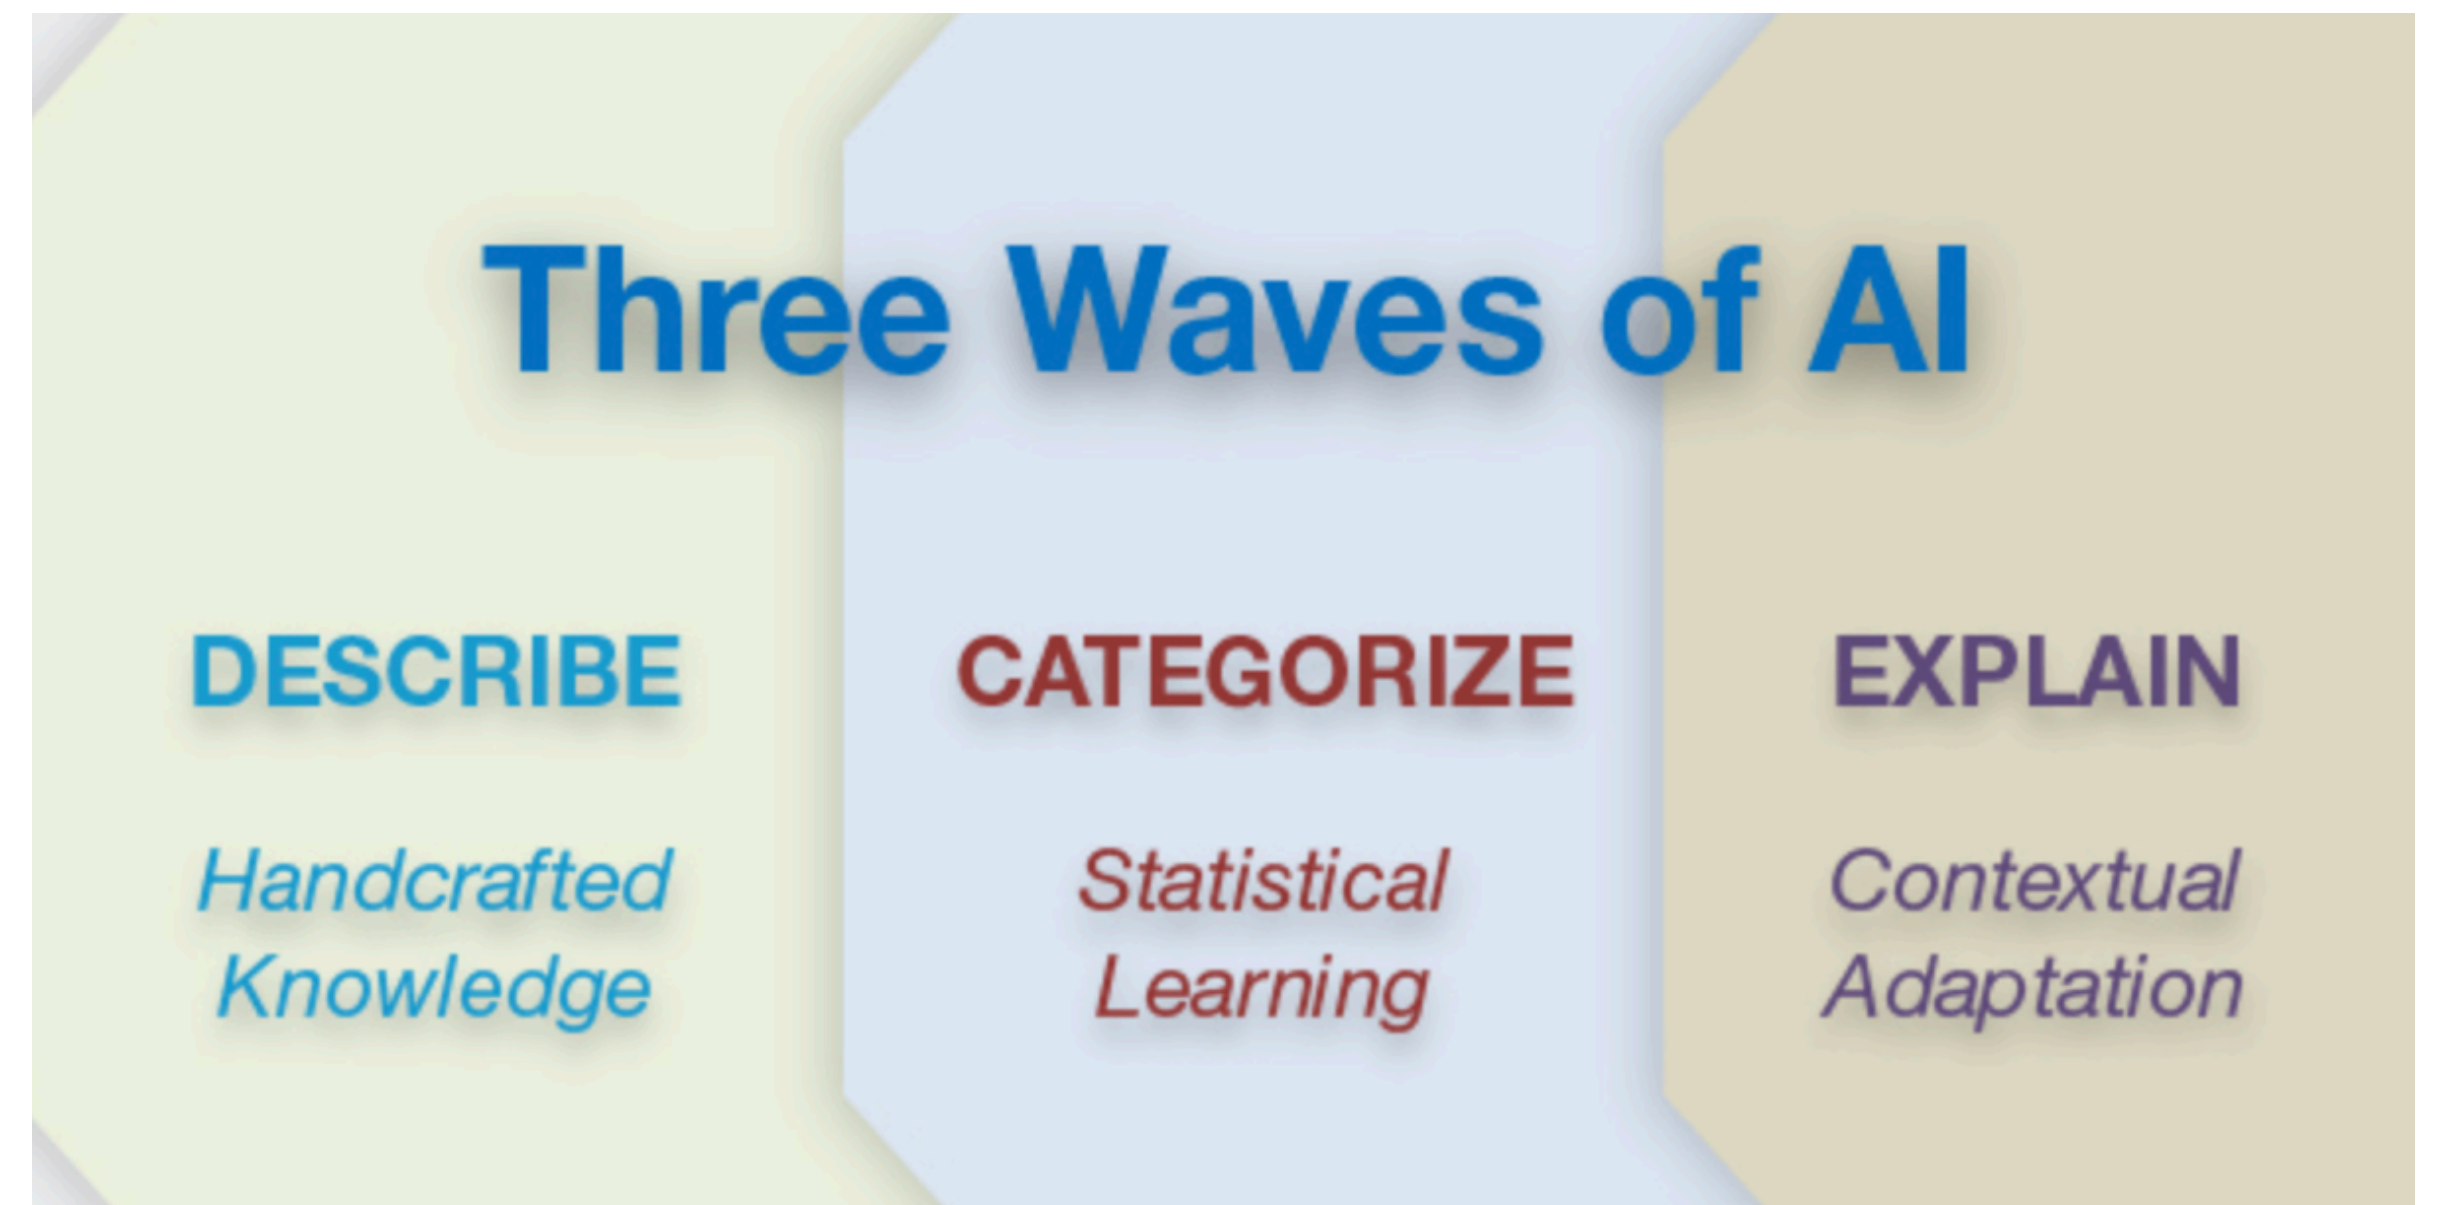 Three Waves of AI
DESCRIBE
Handcrafted
Knowledge
CATEGORIZE
Statistical
Learning
EXPLAIN
Contextual
Adaptation